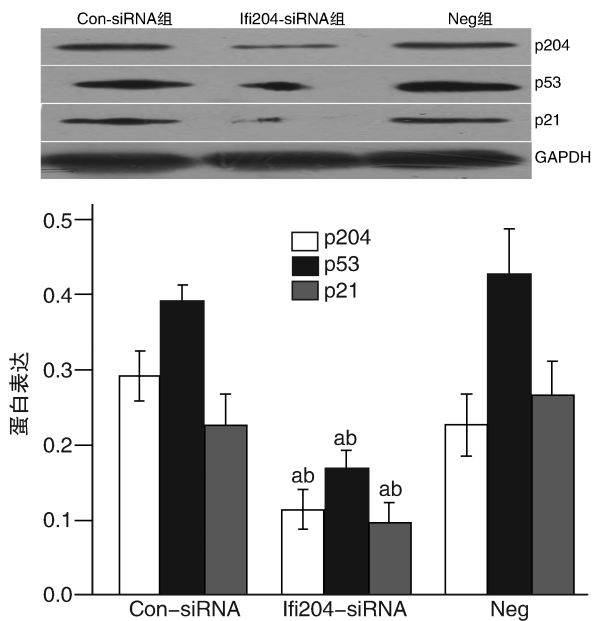 Con-siRNA组 Ifi204-siRNA组 Neg组
p204
p53
p21
GAPDH
0.5
0.4
0.3
0.2
0.1
0.0
蛋白表达
p204
p53
p21
ab
ab
ab
Con−siRNA Ifi204−siRNA Neg